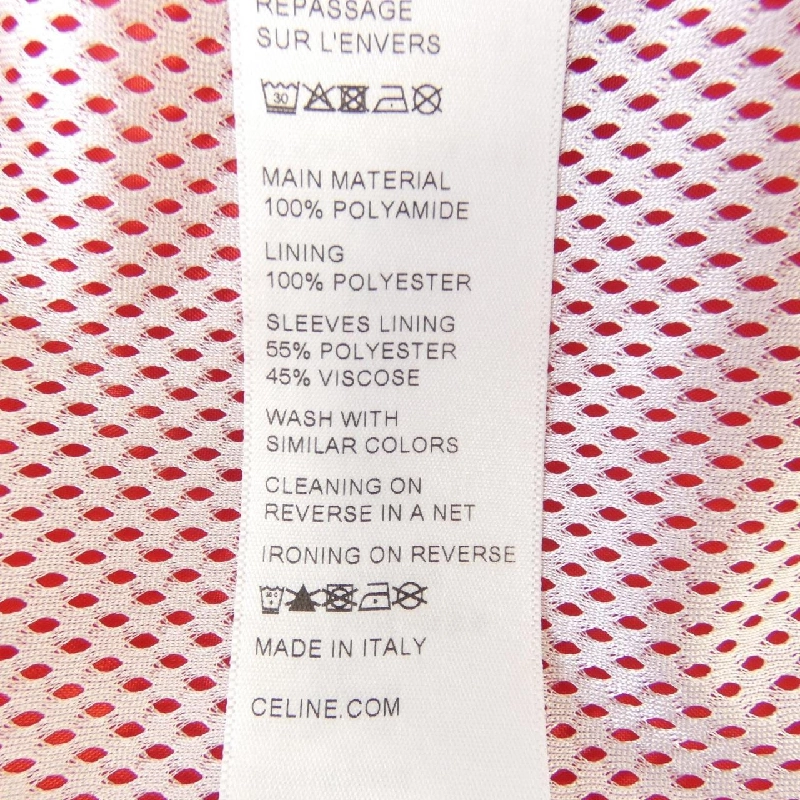 REPASSAGE
SUR L'ENVERS
30
MAIN MATERIAL
100% POLYAMIDE
LINING
100% POLYESTER
SLEEVES LINING
55% POLYESTER
45% VISCOSE
WASH WITH
SIMILAR COLORS
CLEANING ON
REVERSE IN A NET
IRONING ON REVERSE
MADE IN ITALY
CELINE.COM